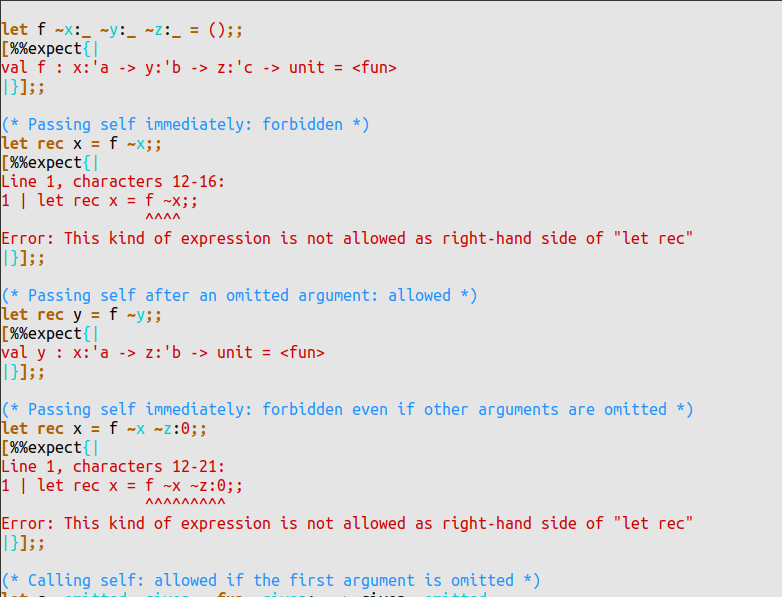 let f ~x:_ ~y:_ ~z:_ = ();;
[%%expect{|
val f : x:'a -> y:'b -> z:'c -> unit = <fun>
|}];;
(* Passing self immediately: forbidden *)
let rec x = f ~x;;
[%%expect{|
Line 1, characters 12-16:
1 | let rec x = f ~x;;
^^^^
Error: This kind of expression is not allowed as right-hand side of "let rec"
|}];;
(* Passing self after an omitted argument: allowed *)
let rec y = f ~y;;
[%%expect{|
val y : x:'a -> z:'b -> unit = <fun>
|}];;
(* Passing self immediately: forbidden even if other arguments are omitted *)
let rec x = f ~x ~z:0;;
[%%expect{|
Line 1, characters 12-21:
1 | let rec x = f ~x ~z:0;;
^^^^^^^^^
Error: This kind of expression is not allowed as right-hand side of "let rec"
|}];;
(* Calling self: allowed if the first argument is omitted *)